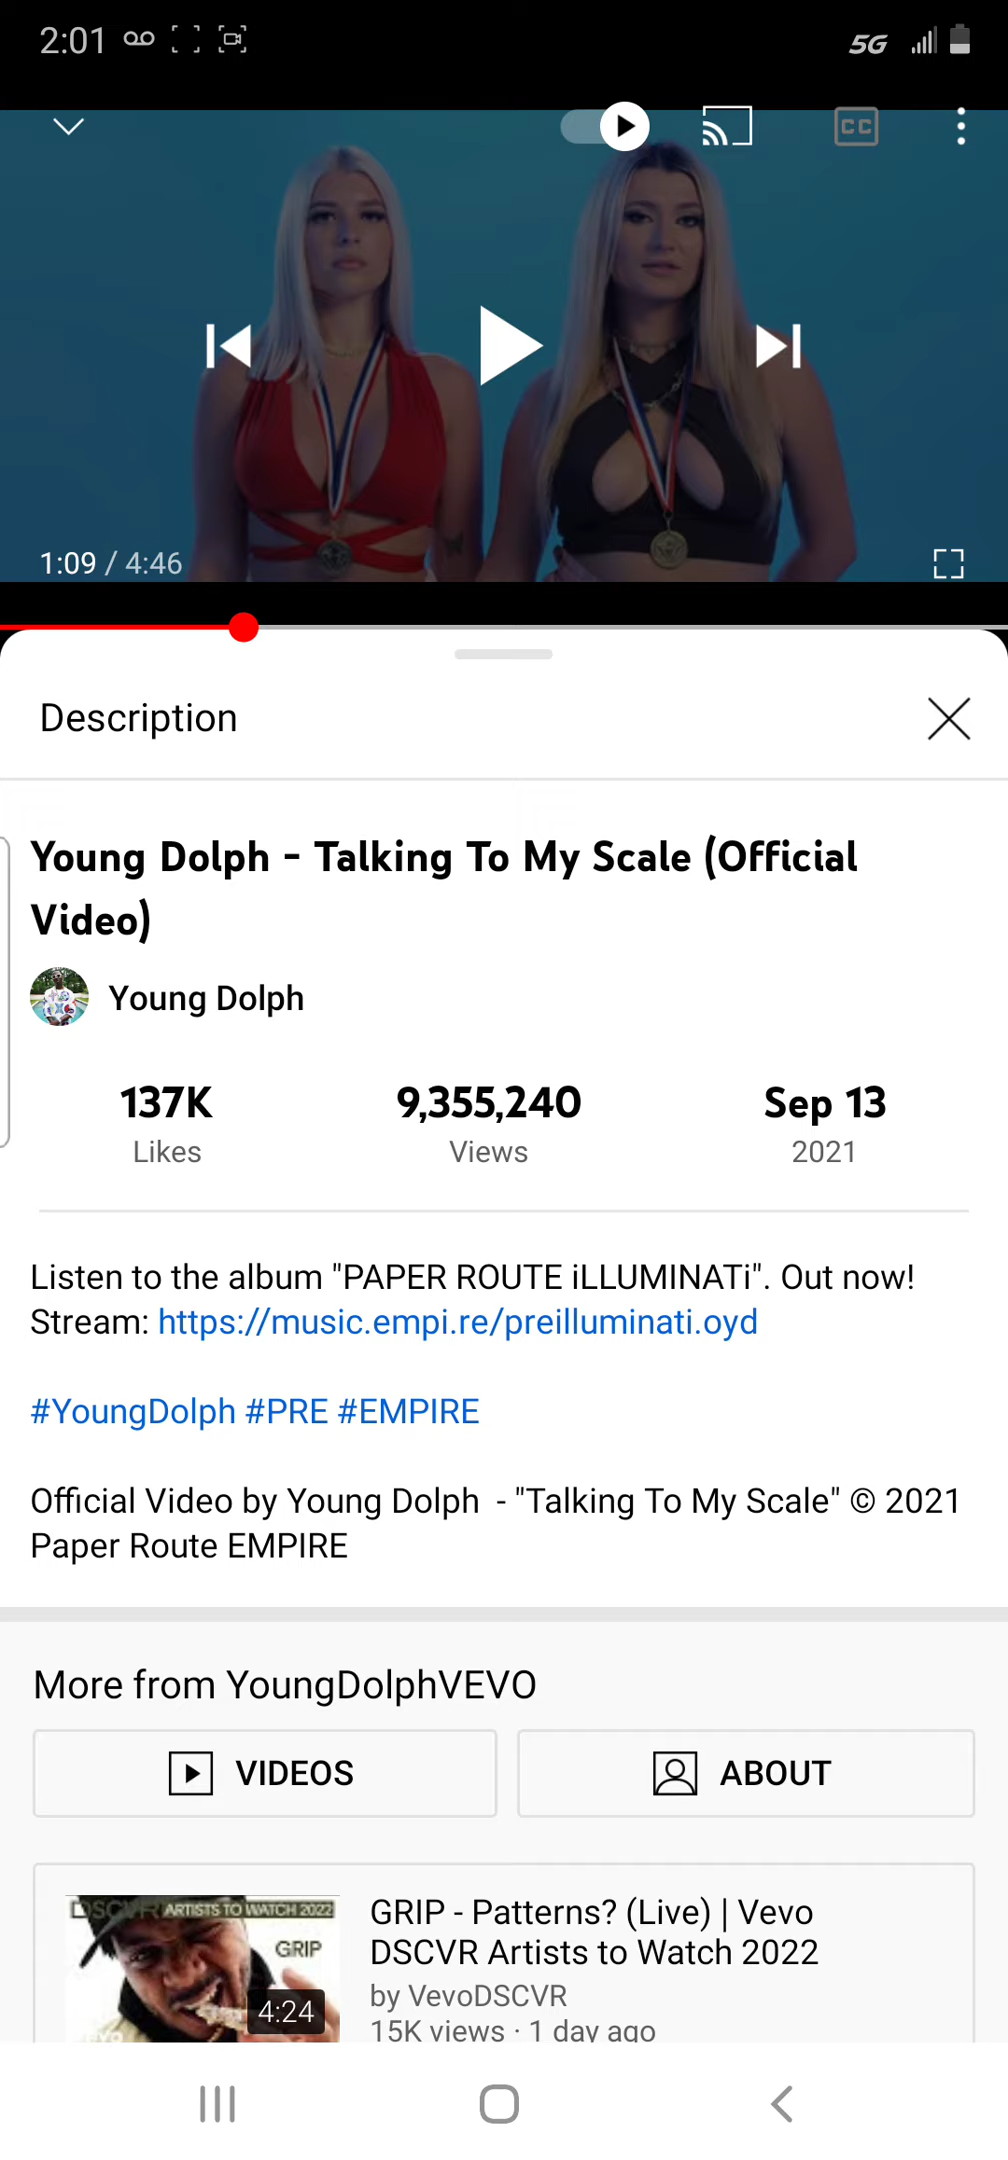 2:01
5G
CC
1:09 / 4:46
Description
Young Dolph - Talking To My Scale (Official
Video)
Young Dolph
137K 9,355,240 Sep 13
Likes Views 2021
Listen to the album "PAPER ROUTE iLLUMINATi". Out now!
Stream: https://music.empi.re/preilluminati.oyd
#YoungDolph #PRE #EMPIRE
Official Video by Young Dolph - "Talking To My Scale" © 2021
Paper Route EMPIRE
More from YoungDolphVEVO
VIDEOS ABOUT
DSCVR ARTISTS TO WATCH 2022
GRIP
4:24
GRIP - Patterns? (Live) | Vevo
DSCVR Artists to Watch 2022
by VevoDSCVR
15K views · 1 day ago